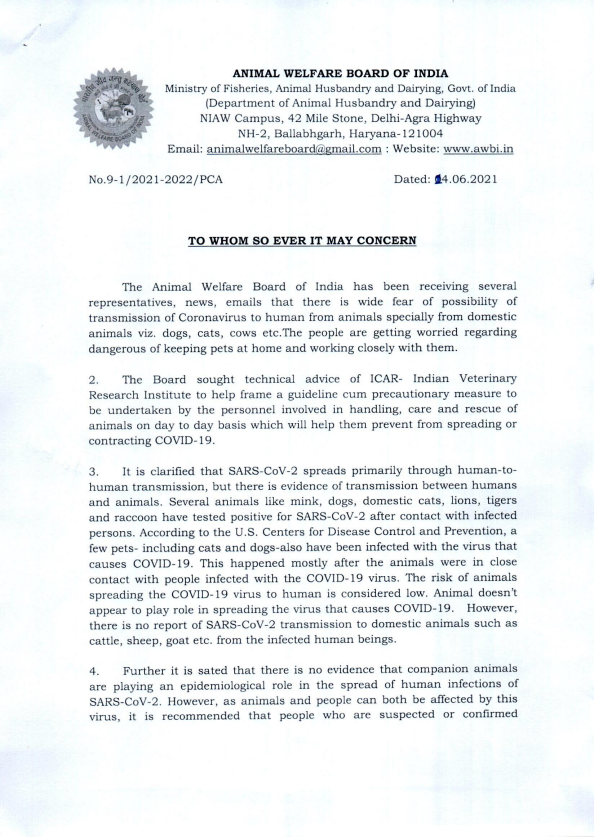 ANIMAL WELFARE BOARD OF INDIA
Ministry of Fisheries, Animal Husbandry and Dairying, Govt. of India
(Department of Animal Husbandry and Dairying)
NIAW Campus, 42 Mile Stone, Delhi-Agra Highway
NH-2, Ballabhgarh, Haryana-121004
Email: animalwelfareboard@gmail.com : Website: www.awbi.in
No.9-1/2021-2022/PCA Dated: 14.06.2021
TO WHOM SO EVER IT MAY CONCERN
The Animal Welfare Board of India has been receiving several
representatives, news, emails that there is wide fear of possibility of
transmission of Coronavirus to human from animals specially from domestic
animals viz. dogs, cats, cows etc.The people are getting worried regarding
dangerous of keeping pets at home and working closely with them.
2. The Board sought technical advice of ICAR- Indian Veterinary
Research Institute to help frame a guideline cum precautionary measure to
be undertaken by the personnel involved in handling, care and rescue of
animals on day to day basis which will help them prevent from spreading or
contracting COVID-19.
3. It is clarified that SARS-CoV-2 spreads primarily through human-to-
human transmission, but there is evidence of transmission between humans
and animals. Several animals like mink, dogs, domestic cats, lions, tigers
and raccoon have tested positive for SARS-CoV-2 after contact with infected
persons. According to the U.S. Centers for Disease Control and Prevention, a
few pets- including cats and dogs-also have been infected with the virus that
causes COVID-19. This happened mostly after the animals were in close
contact with people infected with the COVID-19 virus. The risk of animals
spreading the COVID-19 virus to human is considered low. Animal doesn't
appear to play role in spreading the virus that causes COVID-19. However,
there is no report of SARS-CoV-2 transmission to domestic animals such as
cattle, sheep, goat etc. from the infected human beings.
4. Further it is sated that there is no evidence that companion animals
are playing an epidemiological role in the spread of human infections of
SARS-CoV-2. However, as animals and people can both be affected by this
virus, it is recommended that people who are suspected or confirmed